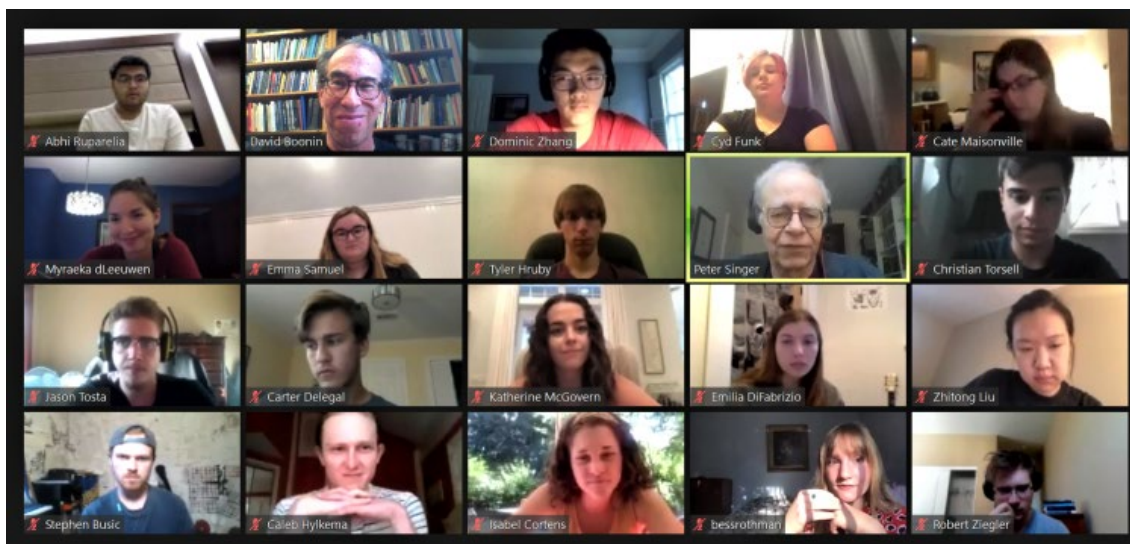 Abhi Ruparelia
David Boonin
Dominic Zhang
Cyd Funk
Cate Maisonville
Myraeka dLeeuwen
Emma Samuel
Tyler Hruby
Peter Singer
Christian Torsell
Jason Tosta
Carter Delegal
Katherine McGovern
Emilia DiFabrizio
Zhitong Liu
Stephen Busic
Caleb Hylkema
Isabel Cortens
bessrothman
Robert Ziegler